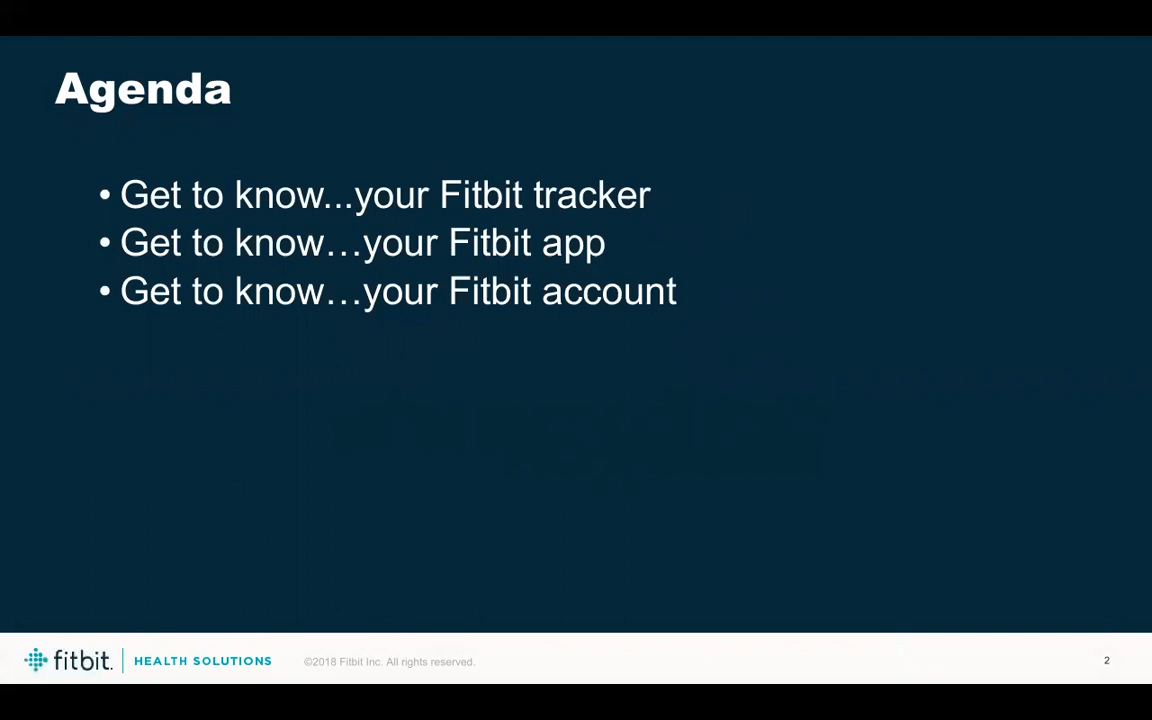 Agenda
• Get to know...your Fitbit tracker
• Get to know…your Fitbit app
• Get to know…your Fitbit account
fitbit. HEALTH SOLUTIONS ©2018 Fitbit Inc. All rights reserved. 2